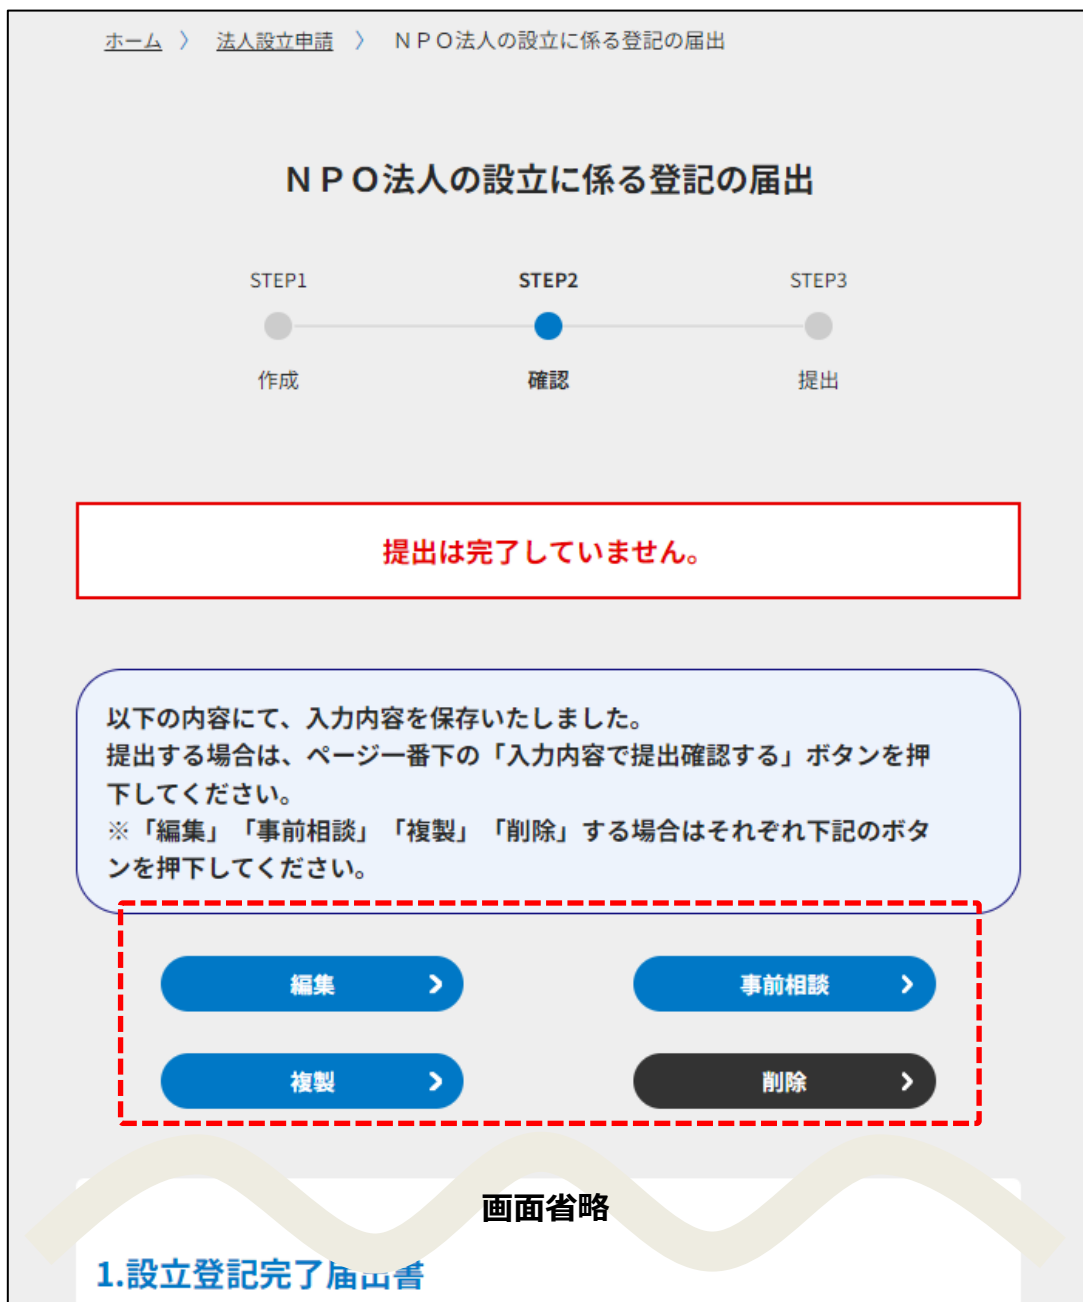 ホーム 〉 法人設立申請 〉 ＮＰＯ法人の設立に係る登記の届出
ＮＰＯ法人の設立に係る登記の届出
STEP1 STEP2 STEP3
作成 確認 提出
提出は完了していません。
以下の内容にて、入力内容を保存いたしました。
提出する場合は、ページ一番下の「入力内容で提出確認する」ボタンを押
下してください。
※「編集」「事前相談」「複製」「削除」する場合はそれぞれ下記のボタ
ンを押下してください。
編集 事前相談
複製 削除
画面省略
1.設立登記完了届出書